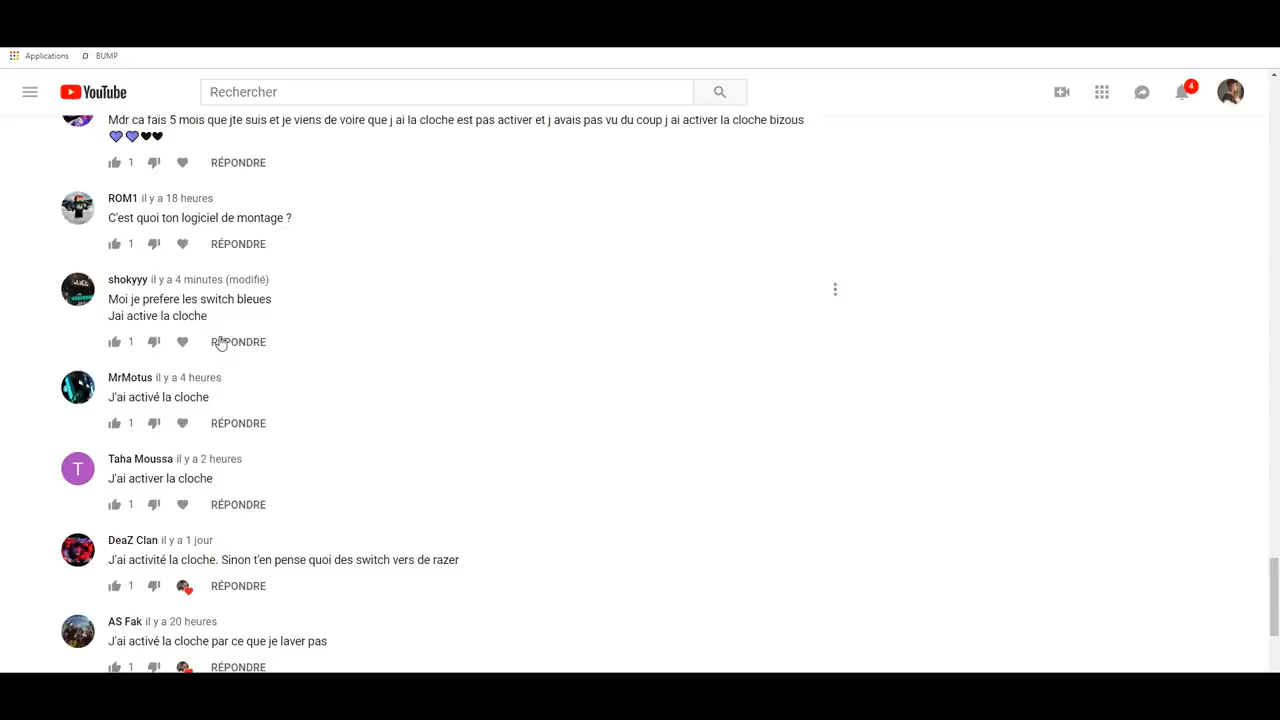 Applications BUMP
YouTube
Rechercher
4
Mdr ca fais 5 mois que jte suis et je viens de voire que j ai la cloche est pas activer et j avais pas vu du coup j ai activer la cloche bizous
💜💜🖤🖤
1 RÉPONDRE
ROM1 il y a 18 heures
C'est quoi ton logiciel de montage ?
1 RÉPONDRE
shokyyy il y a 4 minutes (modifié)
Moi je prefere les switch bleues
Jai active la cloche
1 RÉPONDRE
MrMotus il y a 4 heures
J'ai activé la cloche
1 RÉPONDRE
T
Taha Moussa il y a 2 heures
J'ai activer la cloche
1 RÉPONDRE
DeaZ Clan il y a 1 jour
J'ai activité la cloche. Sinon t'en pense quoi des switch vers de razer
1 RÉPONDRE
AS Fak il y a 20 heures
J'ai activé la cloche par ce que je laver pas
1 RÉPONDRE